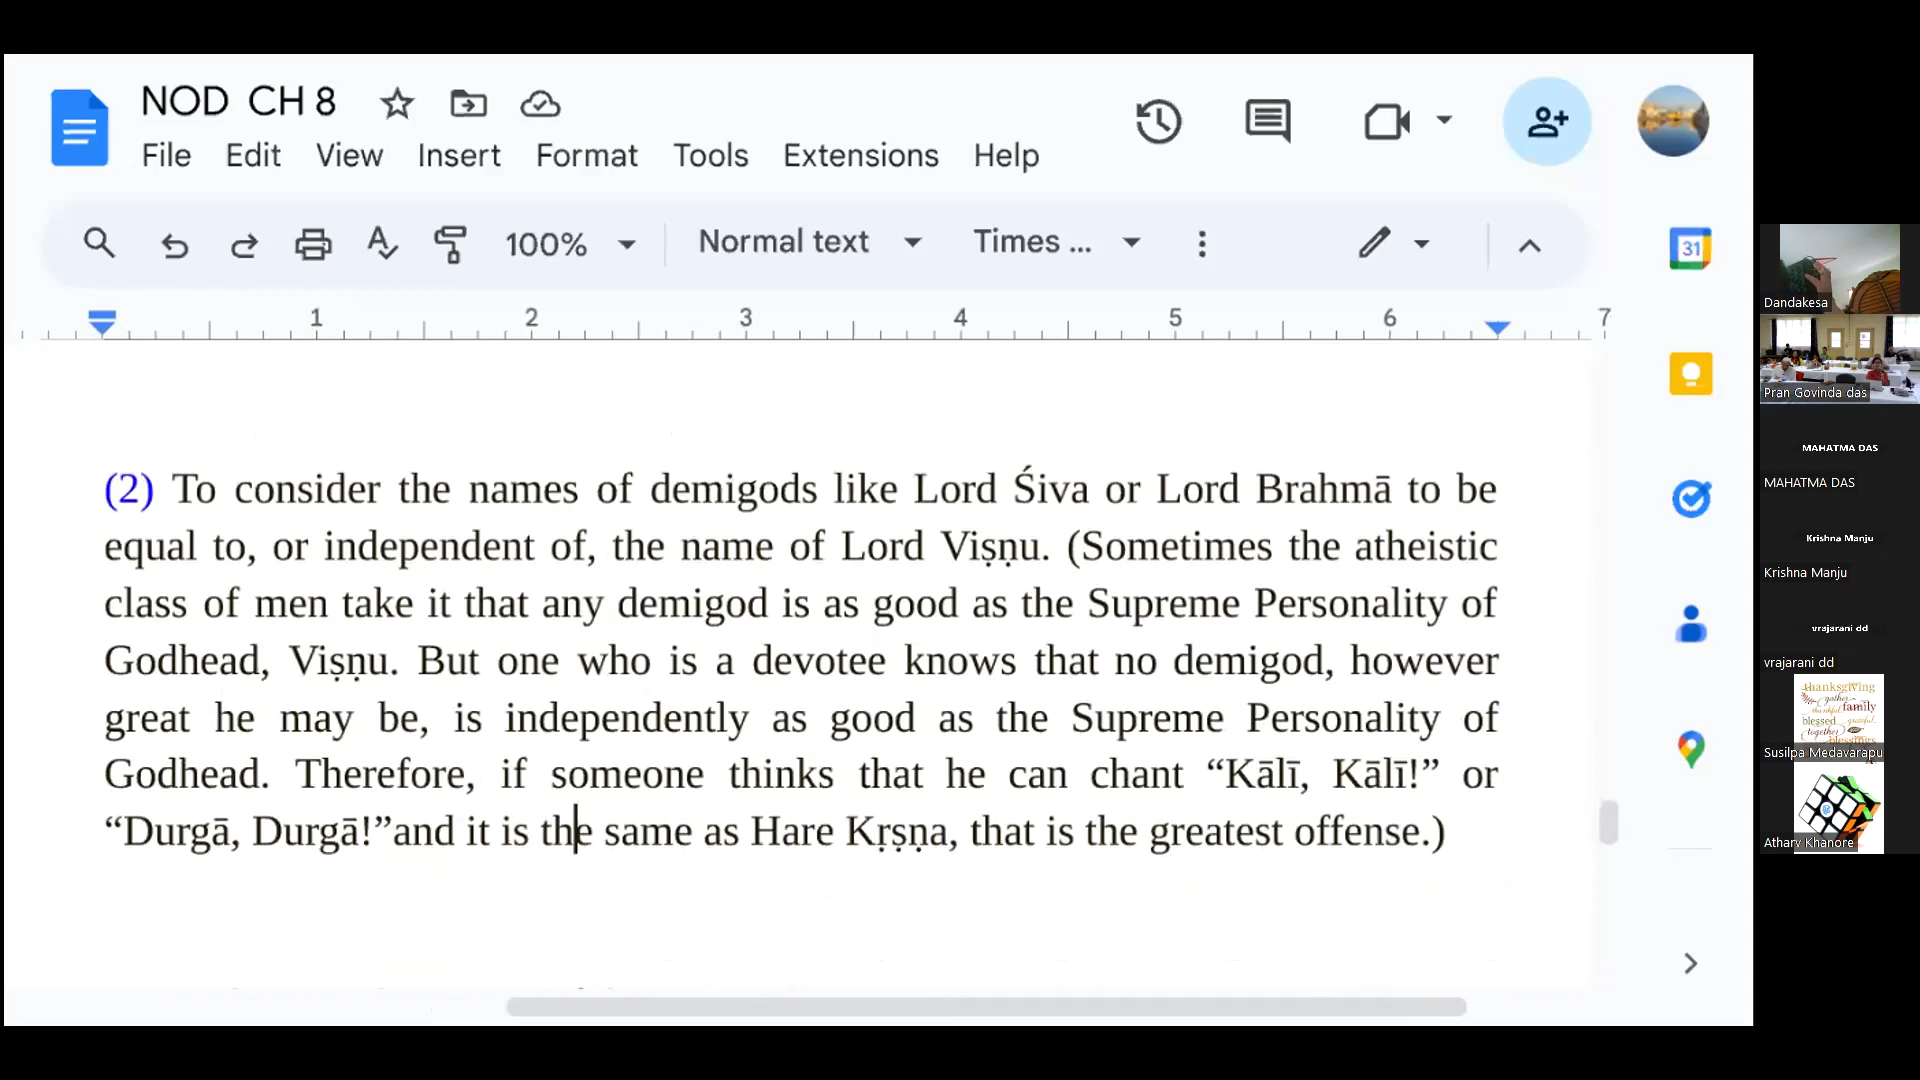 NOD CH 8
File Edit View Insert Format Tools Extensions Help
100% Normal text Times ...
31
1 2 3 4 5 6 7
(2) To consider the names of demigods like Lord Śiva or Lord Brahmā to be
equal to, or independent of, the name of Lord Viṣṇu. (Sometimes the atheistic
class of men take it that any demigod is as good as the Supreme Personality of
Godhead, Viṣṇu. But one who is a devotee knows that no demigod, however
great he may be, is independently as good as the Supreme Personality of
Godhead. Therefore, if someone thinks that he can chant “Kālī, Kālī!” or
“Durgā, Durgā!”and it is the same as Hare Kṛṣṇa, that is the greatest offense.)
Dandakesa
Pran Govinda das
MAHATMA DAS
MAHATMA DAS
Krishna Manju
Krishna Manju
vrajarani dd
vrajarani dd
thanksgiving
gather
family
blessed
together
blessings
Susilpa Medavarapu
Atharv Khanore